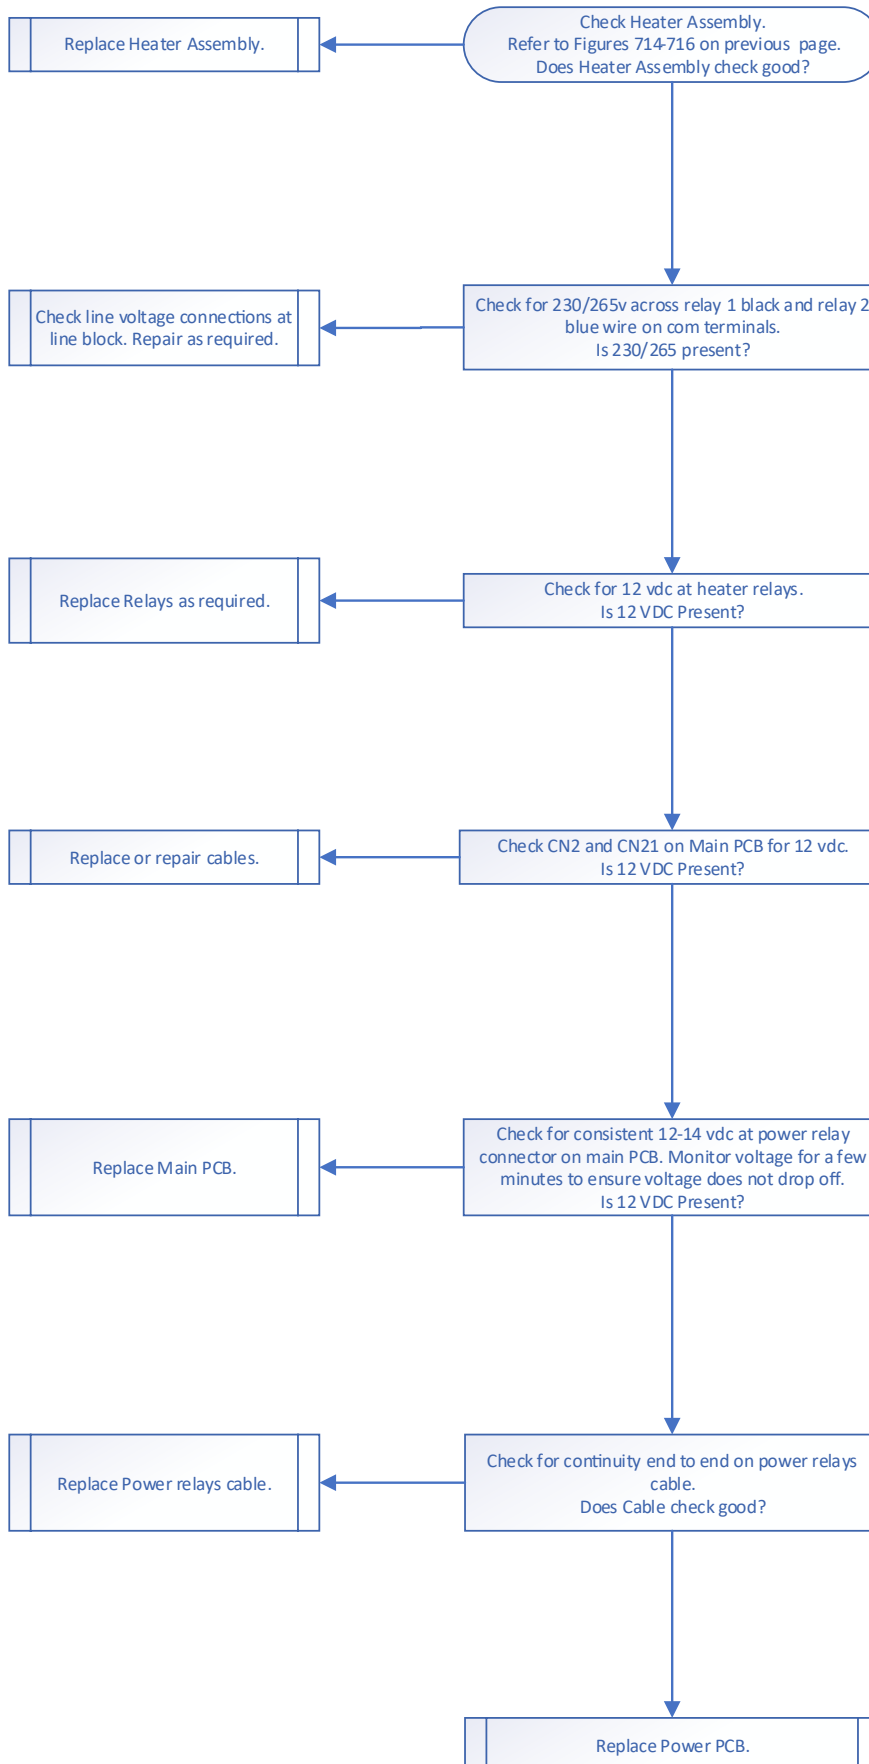 Replace Heater Assembly.
Check Heater Assembly.
Refer to Figures 714-716 on previous page.
Does Heater Assembly check good?
Check line voltage connections at
line block. Repair as required.
Check for 230/265v across relay 1 black and relay 2
blue wire on com terminals.
Is 230/265 present?
Replace Relays as required.
Check for 12 vdc at heater relays.
Is 12 VDC Present?
Replace or repair cables.
Check CN2 and CN21 on Main PCB for 12 vdc.
Is 12 VDC Present?
Replace Main PCB.
Check for consistent 12-14 vdc at power relay
connector on main PCB. Monitor voltage for a few
minutes to ensure voltage does not drop off.
Is 12 VDC Present?
Replace Power relays cable.
Check for continuity end to end on power relays
cable.
Does Cable check good?
Replace Power PCB.